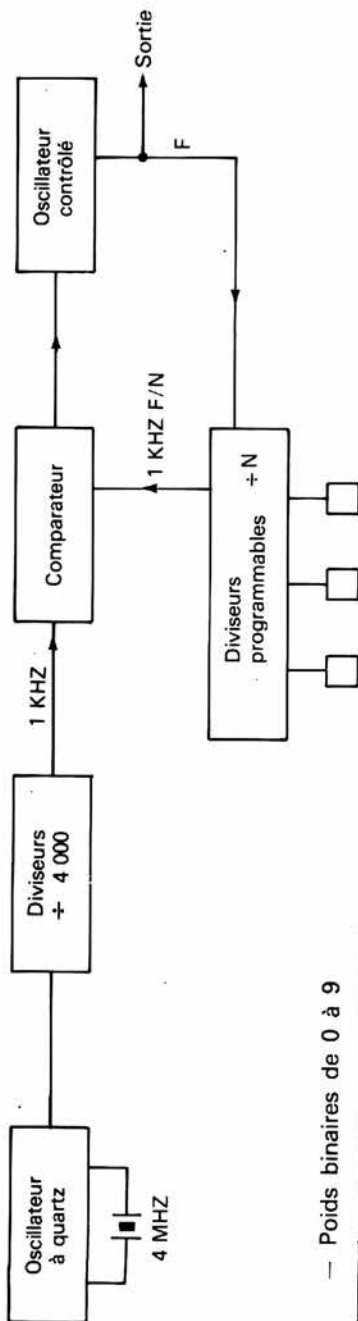 Oscillateur
à quartz
4 MHZ
Diviseurs
÷ 4 000
1 KHZ
Comparateur
Oscillateur
contrôlé
Sortie
F
1 KHZ F/N
Diviseurs
programmables
÷ N
— Poids binaires de 0 à 9